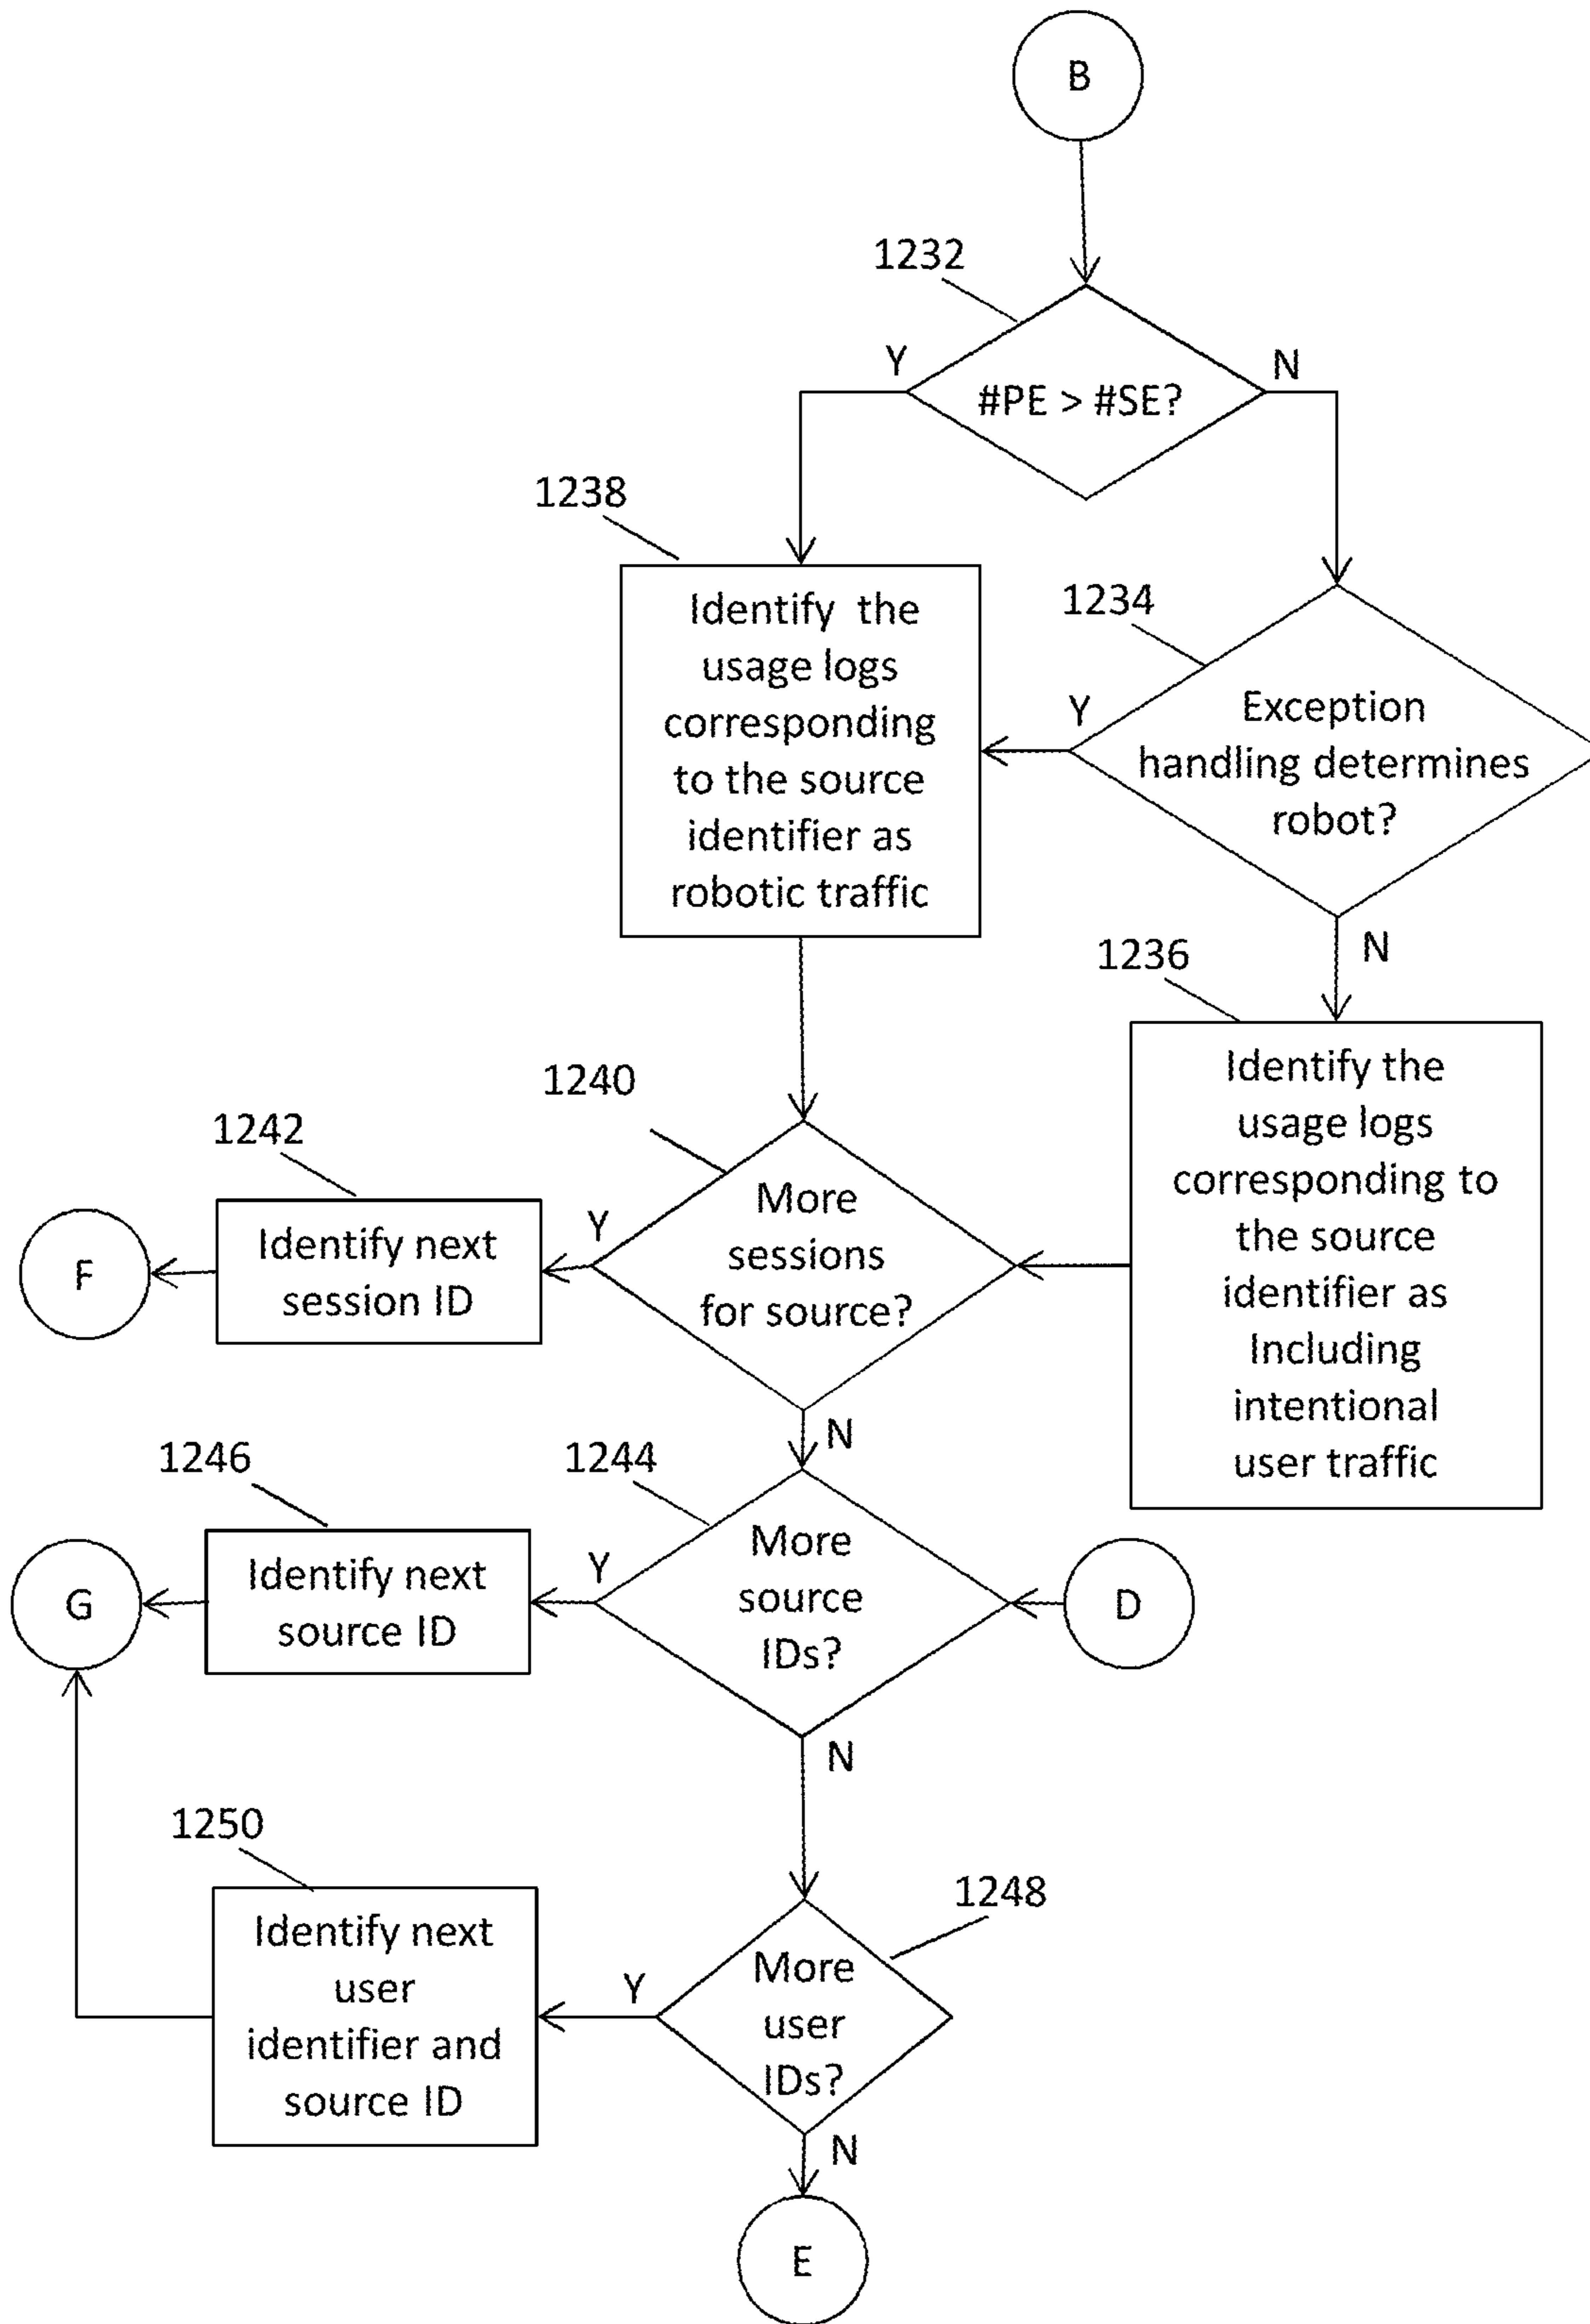 B
1232
Y
N
#PE > #SE?
1238
Identify the
usage logs
corresponding
to the source
identifier as
robotic traffic
1234
Y
Exception
handling determines
robot?
N
1236
Identify the
usage logs
corresponding to
the source
identifier as
Including
intentional
user traffic
1240
More
sessions
for source?
Y
1242
Identify next
session ID
F
N
1244
More
source
IDs?
D
Y
1246
Identify next
source ID
G
N
1248
More
user
IDs?
Y
1250
Identify next
user
identifier and
source ID
N
E